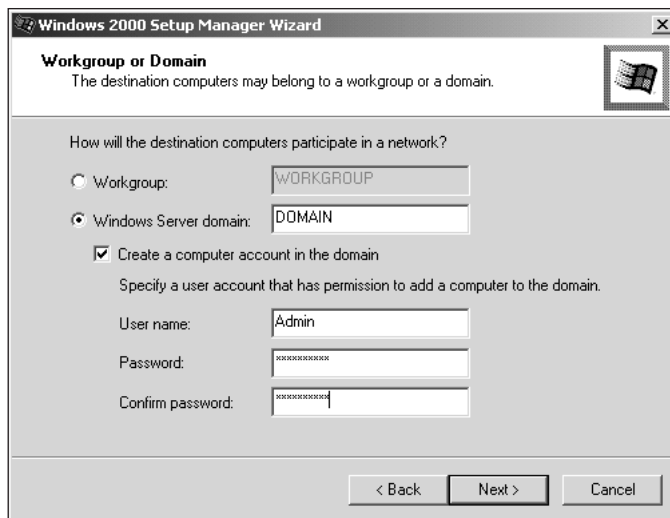 Windows 2000 Setup Manager Wizard
Workgroup or Domain
The destination computers may belong to a workgroup or a domain.
How will the destination computers participate in a network?
Workgroup: WORKGROUP
Windows Server domain: DOMAIN
Create a computer account in the domain
Specify a user account that has permission to add a computer to the domain.
User name: Admin
Password: **********
Confirm password: **********
< Back Next > Cancel